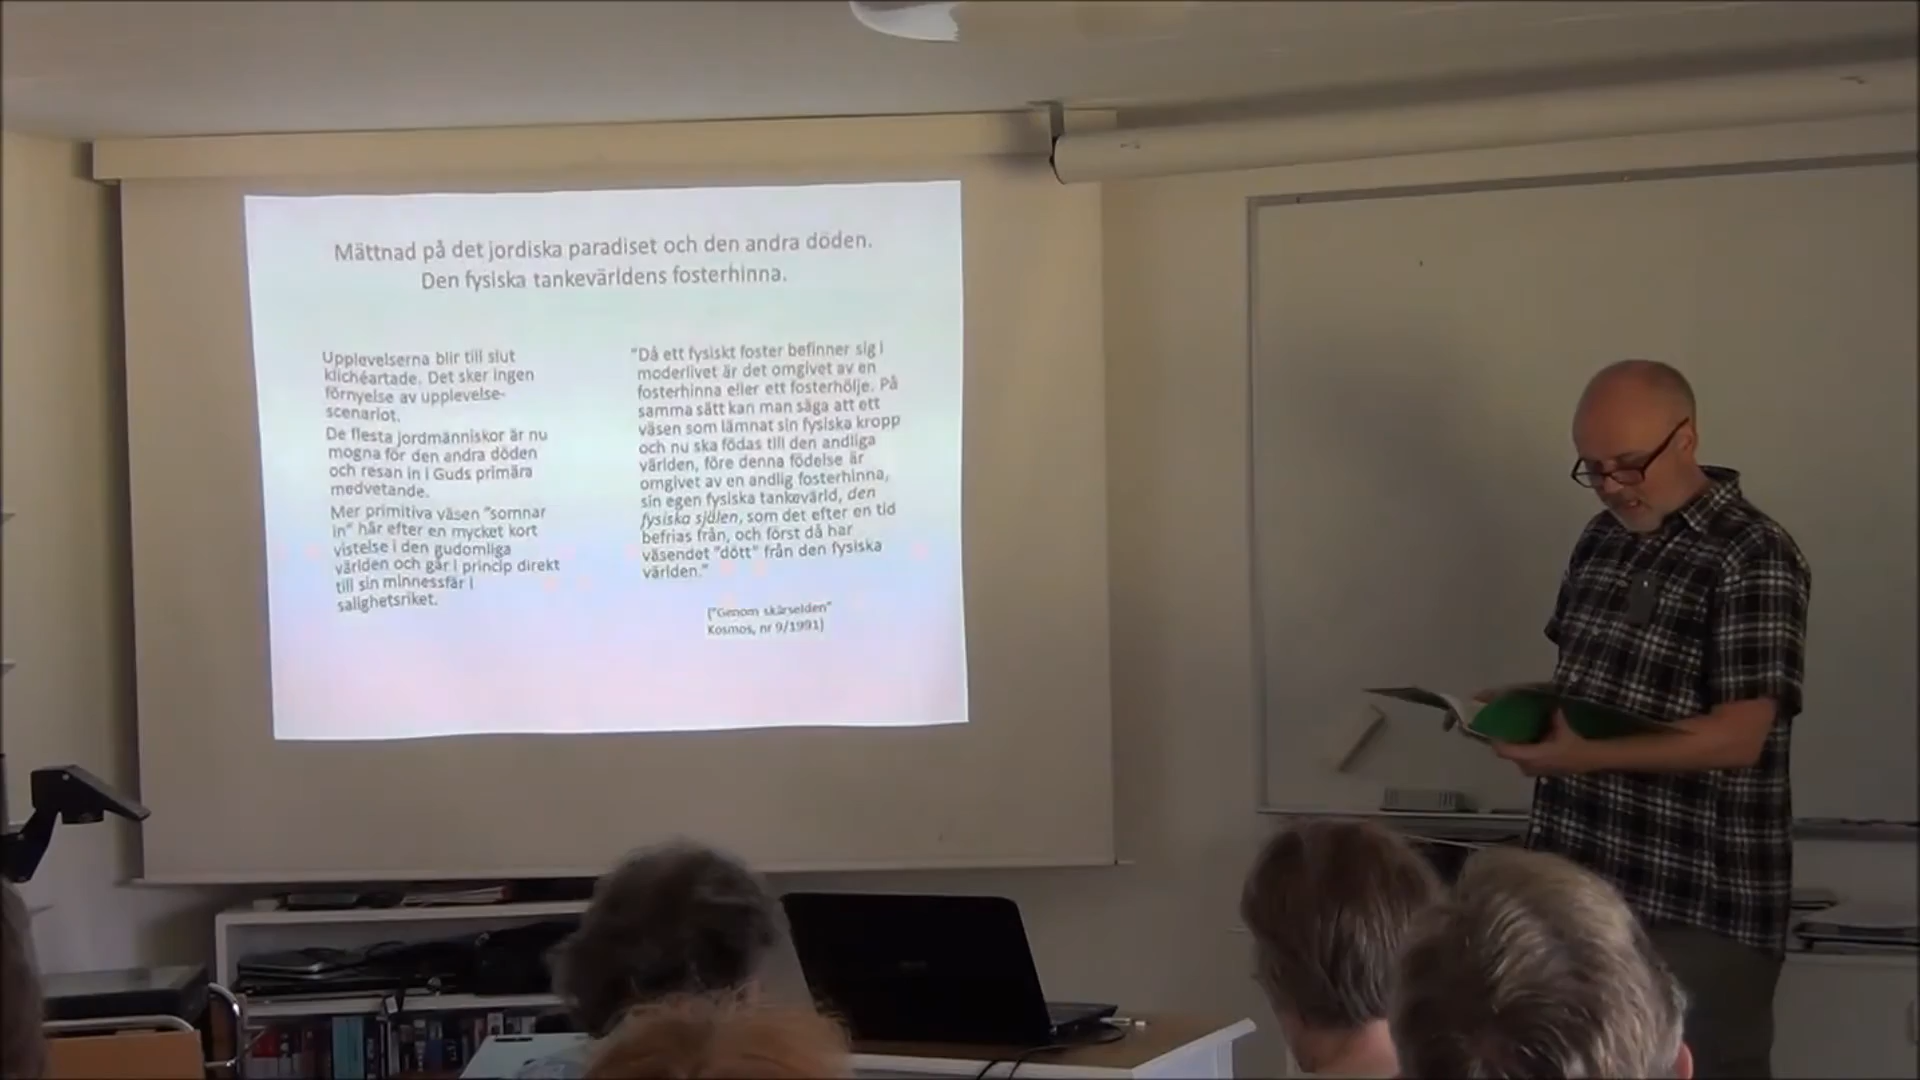 Mättnad på det jordiska paradiset och den andra döden.
Den fysiska tankevärldens fosterhinna.
Upplevelserna blir till slut
klichéartade. Det sker ingen
förnyelse av upplevelse-
scenariot.
De flesta jordmänniskor är nu
mogna för den andra döden
och resan in i Guds primära
medvetande.
Mer primitiva väsen "somnar
in" här efter en mycket kort
vistelse i den gudomliga
världen och går i princip direkt
till sin minnessfär i
salighetsriket.
"Då ett fysiskt foster befinner sig i
moderlivet är det omgivet av en
fosterhinna eller ett fosterhölje. På
samma sätt kan man säga att ett
väsen som lämnat sin fysiska kropp
och nu ska födas till den andliga
världen, före denna födelse är
omgivet av en andlig fosterhinna,
sin egen fysiska tankevärld, den
fysiska själen, som det efter en tid
befrias från, och först då har
väsendet "dött" från den fysiska
världen."
("Genom skärselden"
Kosmos, nr 9/1991)